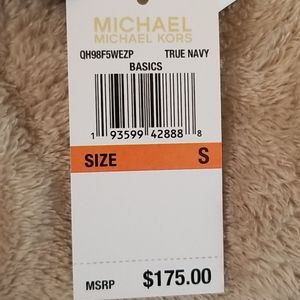 MICHAEL
MICHAEL KORS
QH98F5WEZP TRUE NAVY
BASICS
1 93599 42888 8
SIZE S
MSRP $175.00